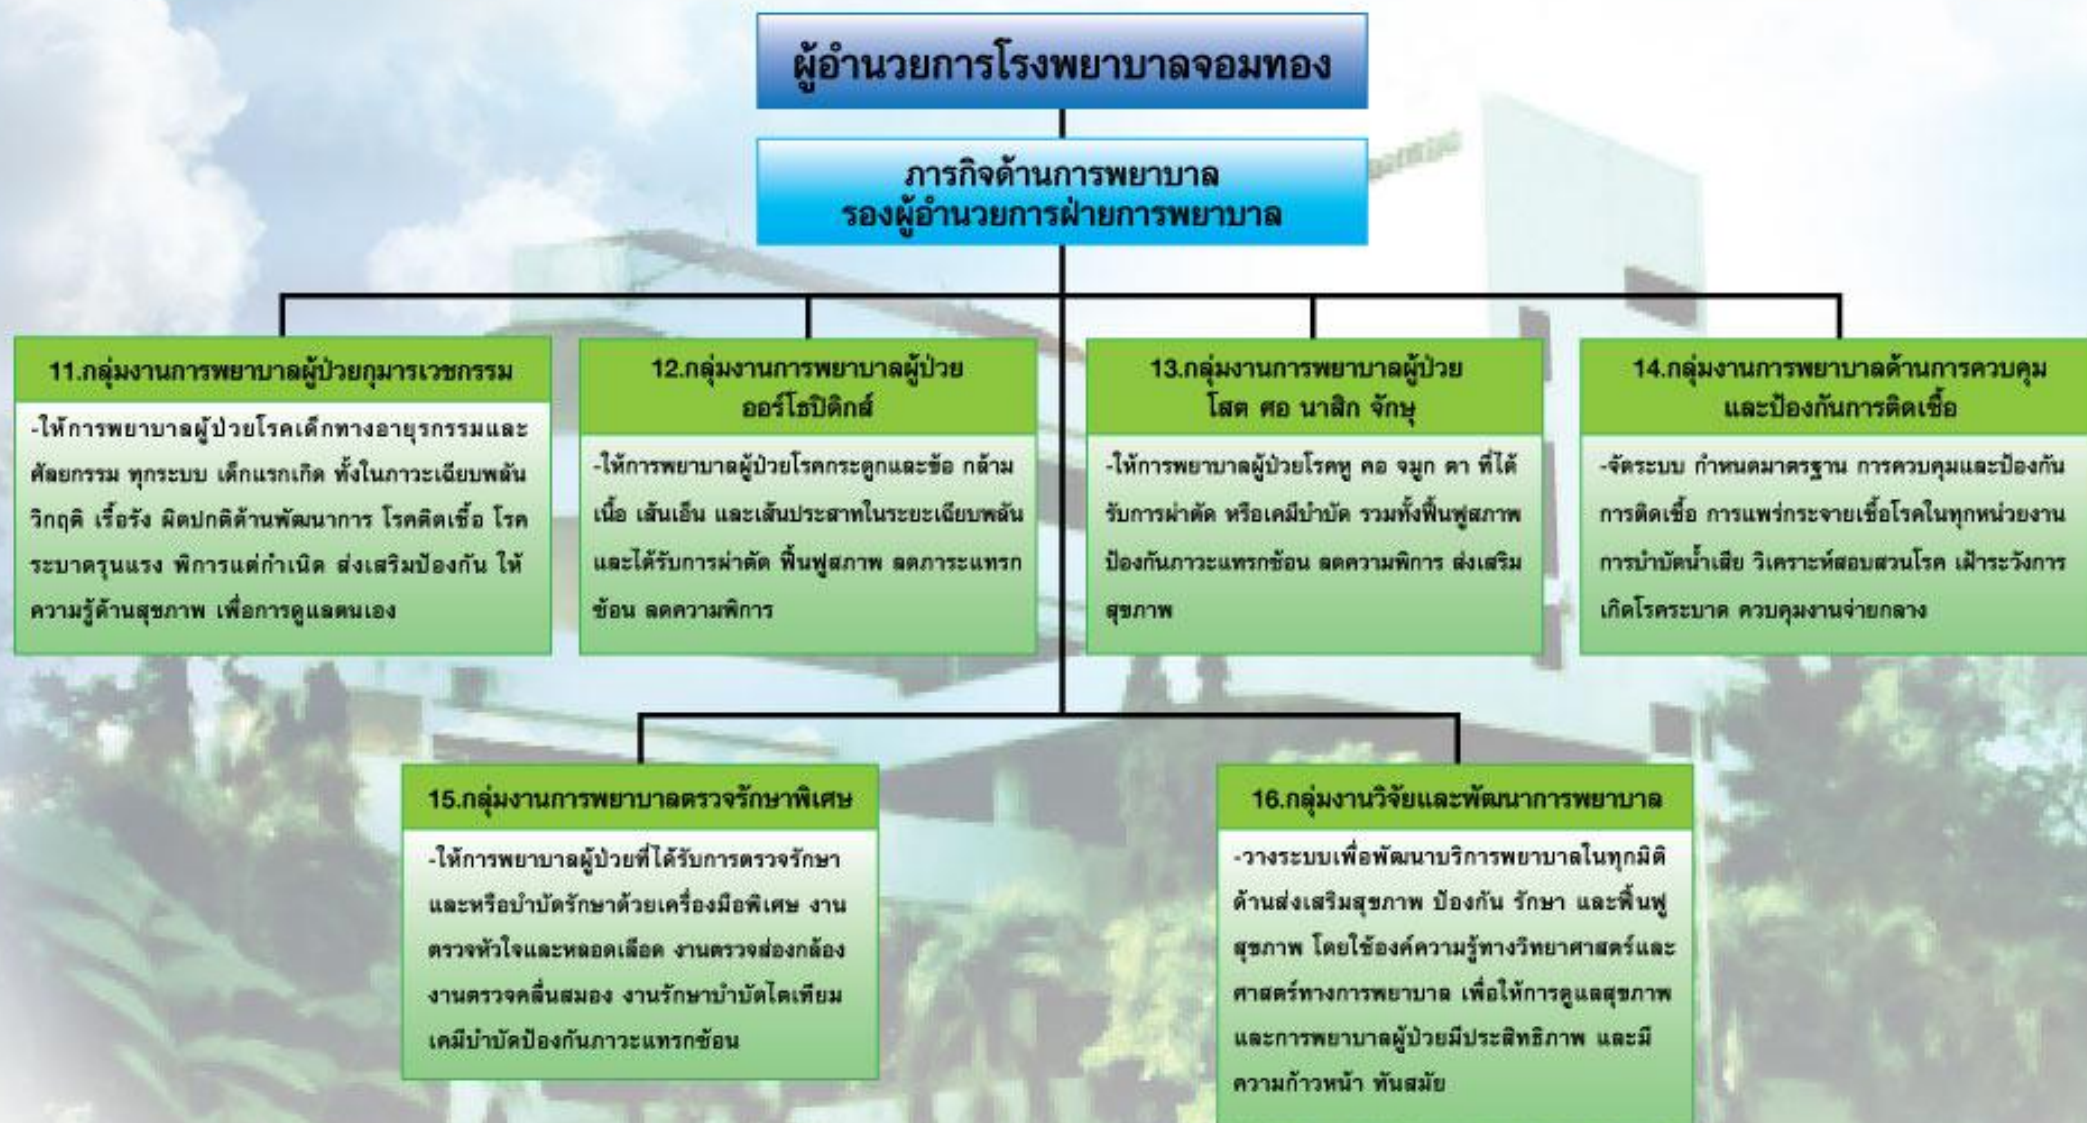 ผู้อำนวยการโรงพยาบาลจอมทอง
ภารกิจด้านการพยาบาล
รองผู้อำนวยการฝ่ายการพยาบาล
11.กลุ่มงานการพยาบาลผู้ป่วยกุมารเวชกรรม
-ให้การพยาบาลผู้ป่วยโรคเด็กทางอายุรกรรมและ
ศัลยกรรม ทุกระบบ เด็กแรกเกิด ทั้งในภาวะเฉียบพลัน
วิกฤติ เรื้อรัง ผิดปกติด้านพัฒนาการ โรคติดเชื้อ โรค
ระบาดรุนแรง พิการแต่กำเนิด ส่งเสริมป้องกัน ให้
ความรู้ด้านสุขภาพ เพื่อการดูแลตนเอง
12.กลุ่มงานการพยาบาลผู้ป่วย
ออร์โธปิดิกส์
-ให้การพยาบาลผู้ป่วยโรคกระดูกและข้อ กล้าม
เนื้อ เส้นเอ็น และเส้นประสาทในระยะเฉียบพลัน
และได้รับการผ่าตัด ฟื้นฟูสภาพ ลดภาระแทรก
ซ้อน ลดความพิการ
13.กลุ่มงานการพยาบาลผู้ป่วย
โสต ศอ นาสิก จักษุ
-ให้การพยาบาลผู้ป่วยโรคหู คอ จมูก ตา ที่ได้
รับการผ่าตัด หรือเคมีบำบัด รวมทั้งฟื้นฟูสภาพ
ป้องกันภาวะแทรกซ้อน ลดความพิการ ส่งเสริม
สุขภาพ
14.กลุ่มงานการพยาบาลด้านการควบคุม
และป้องกันการติดเชื้อ
-จัดระบบ กำหนดมาตรฐาน การควบคุมและป้องกัน
การติดเชื้อ การแพร่กระจายเชื้อโรคในทุกหน่วยงาน
การบำบัดน้ำเสีย วิเคราะห์สอบสวนโรค เฝ้าระวังการ
เกิดโรคระบาด ควบคุมงานจ่ายกลาง
15.กลุ่มงานการพยาบาลตรวจรักษาพิเศษ
-ให้การพยาบาลผู้ป่วยที่ได้รับการตรวจรักษา
และหรือบำบัดรักษาด้วยเครื่องมือพิเศษ งาน
ตรวจหัวใจและหลอดเลือด งานตรวจส่องกล้อง
งานตรวจคลื่นสมอง งานรักษาบำบัดไตเทียม
เคมีบำบัดป้องกันภาวะแทรกซ้อน
16.กลุ่มงานวิจัยและพัฒนาการพยาบาล
-วางระบบเพื่อพัฒนาบริการพยาบาลในทุกมิติ
ด้านส่งเสริมสุขภาพ ป้องกัน รักษา และฟื้นฟู
สุขภาพ โดยใช้องค์ความรู้ทางวิทยาศาสตร์และ
ศาสตร์ทางการพยาบาล เพื่อให้การดูแลสุขภาพ
และการพยาบาลผู้ป่วยมีประสิทธิภาพ และมี
ความก้าวหน้า ทันสมัย